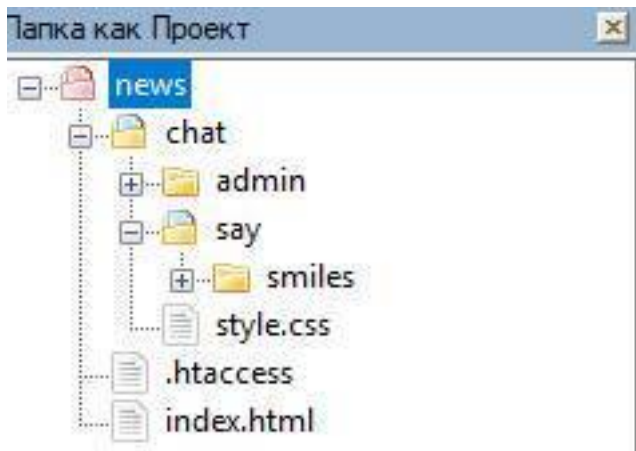 Папка как Проект
news
chat
admin
say
smiles
style.css
.htaccess
index.html